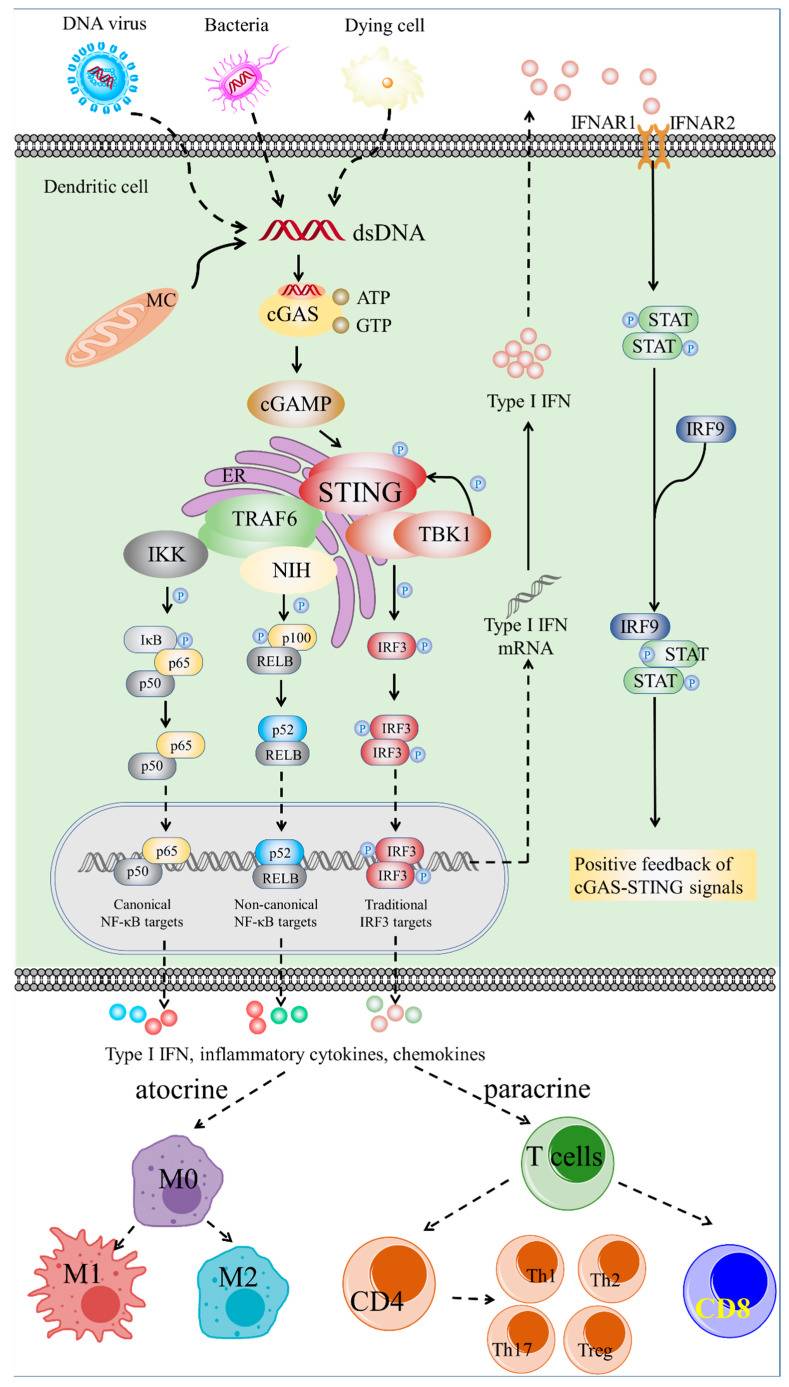 DNA virus
Bacteria
Dying cell
IFNAR1
IFNAR2
Dendritic cell
dsDNA
MC
cGAS
ATP
GTP
cGAMP
P
STAT
STAT
P
Type I IFN
IRF9
ER
P
STING
P
TRAF6
TBK1
IKK
NIH
P
P
P
IκB
P
p65
p50
P
p100
RELB
IRF3
P
Type I IFN
mRNA
IRF9
P
STAT
STAT
P
p65
p50
p52
RELB
P
IRF3
IRF3
P
p65
p50
p52
RELB
P
IRF3
IRF3
P
Positive feedback of
cGAS-STING signals
Canonical
NF-κB targets
Non-canonical
NF-κB targets
Traditional
IRF3 targets
Type I IFN, inflammatory cytokines, chemokines
atocrine
paracrine
M0
T cells
M1
M2
CD4
Th1
Th2
Th17
Treg
CD8